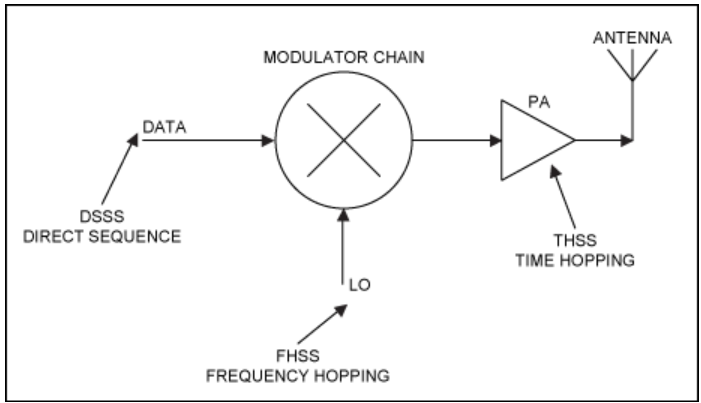 ANTENNA
MODULATOR CHAIN
PA
DATA
DSSS
DIRECT SEQUENCE
THSS
TIME HOPPING
LO
FHSS
FREQUENCY HOPPING